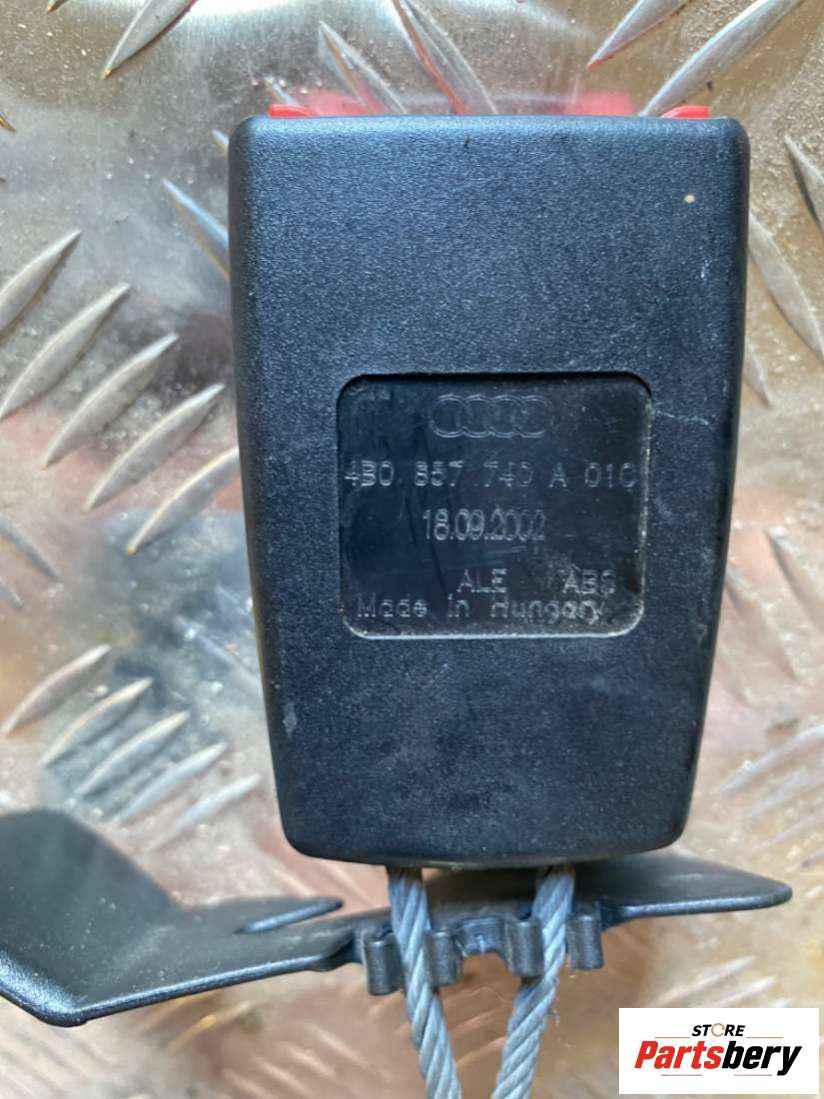 4B0 857 740 A 01C
18.09.2002
ALE ABS
Made in Hungary
STORE
Partsbery